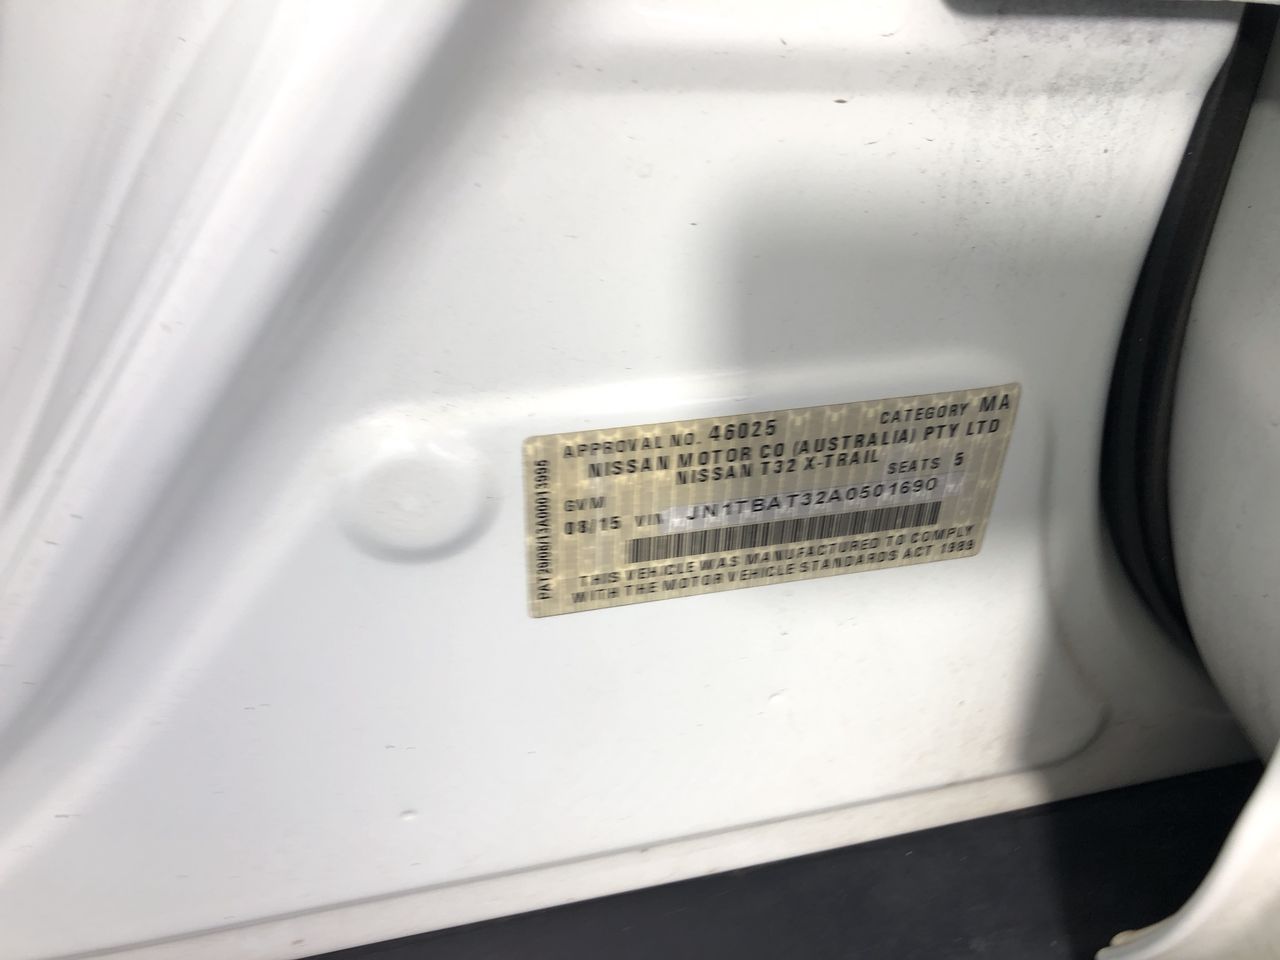 APPROVAL NO. 46025 CATEGORY MA
NISSAN MOTOR CO (AUSTRALIA) PTY LTD
NISSAN T32 X-TRAIL
GVM SEATS 5
08/15 VIN JN1TBAT32A0501690
THIS VEHICLE WAS MANUFACTURED TO COMPLY
WITH THE MOTOR VEHICLE STANDARDS ACT 1989